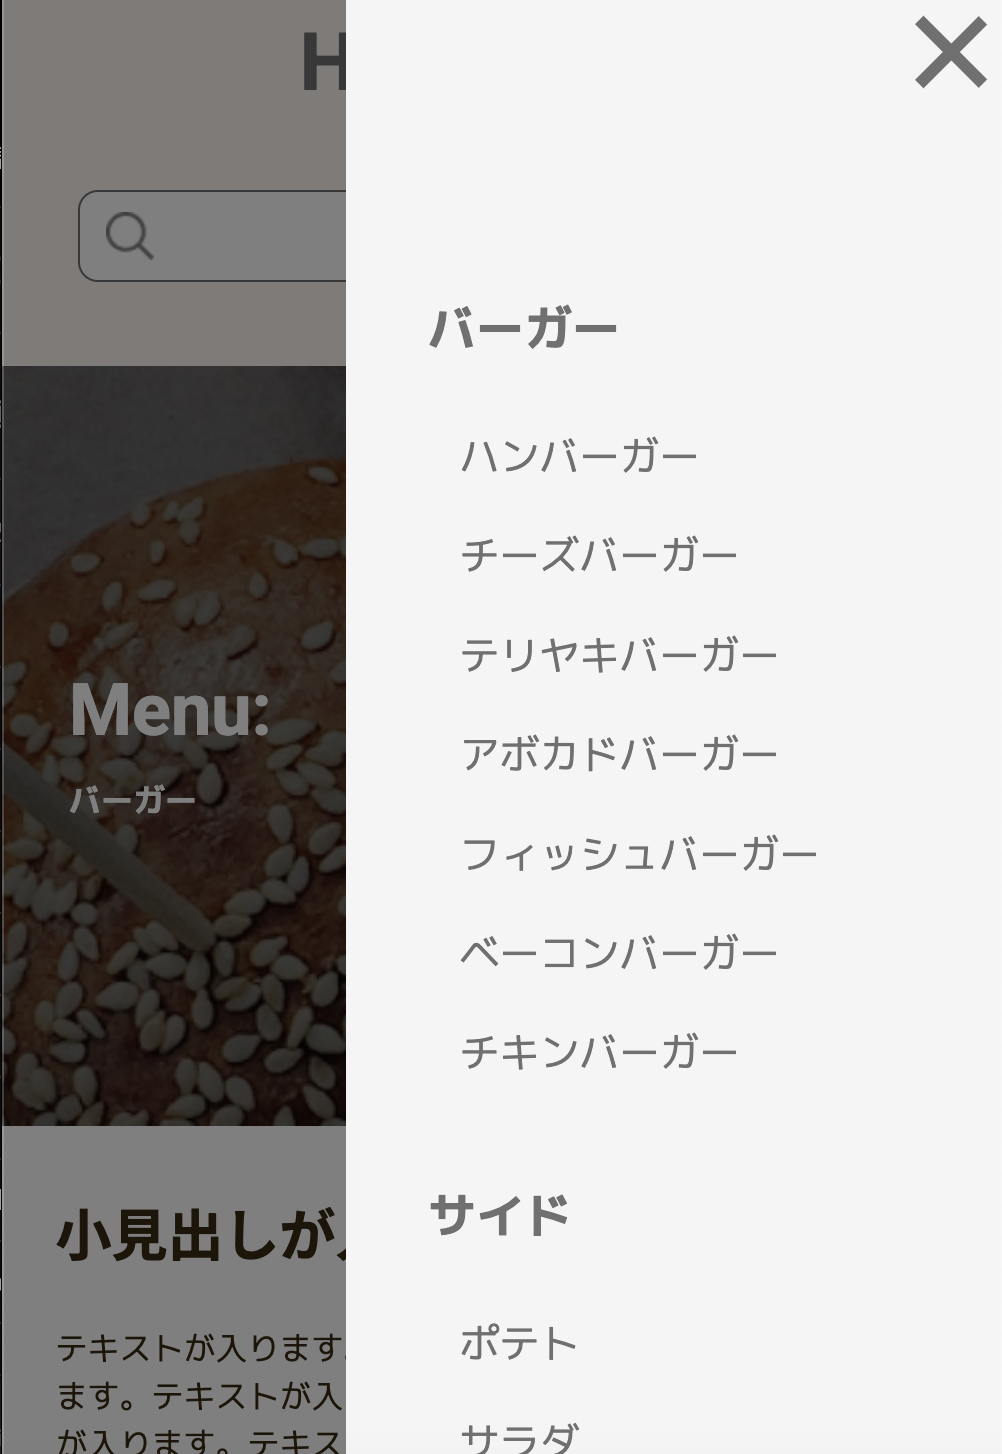 H
バーガー
ハンバーガー
チーズバーガー
テリヤキバーガー
アボカドバーガー
フィッシュバーガー
ベーコンバーガー
チキンバーガー
サイド
ポテト
サラダ
Menu:
バーガー
小見出しが
テキストが入ります。
ます。テキストが入
が入ります。テキス